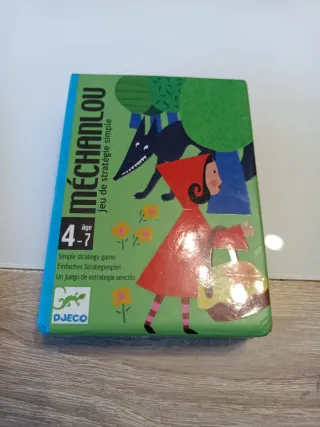 MÉCHANLOU
jeu de stratégie simple
4 âge
-7
Simple strategy game
Einfaches Strategiespiel
Un juego de estrategia sencillo
DJECO